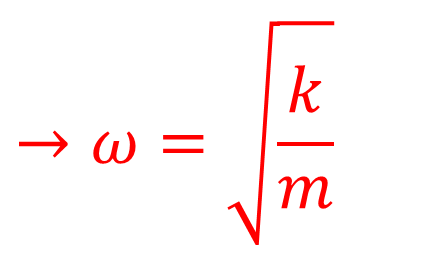 → ω = √(k/m)